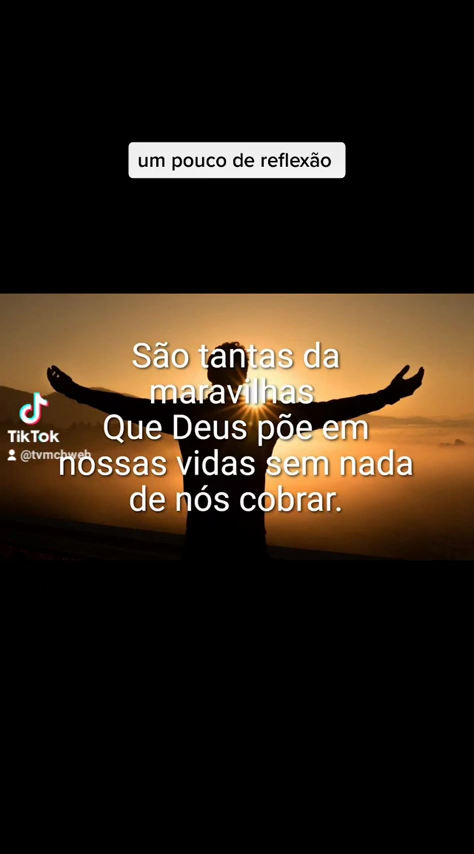 um pouco de reflexão
São tantas da
maravilhas
Que Deus põe em
nossas vidas sem nada
de nós cobrar.
TikTok
@tvmcbweb